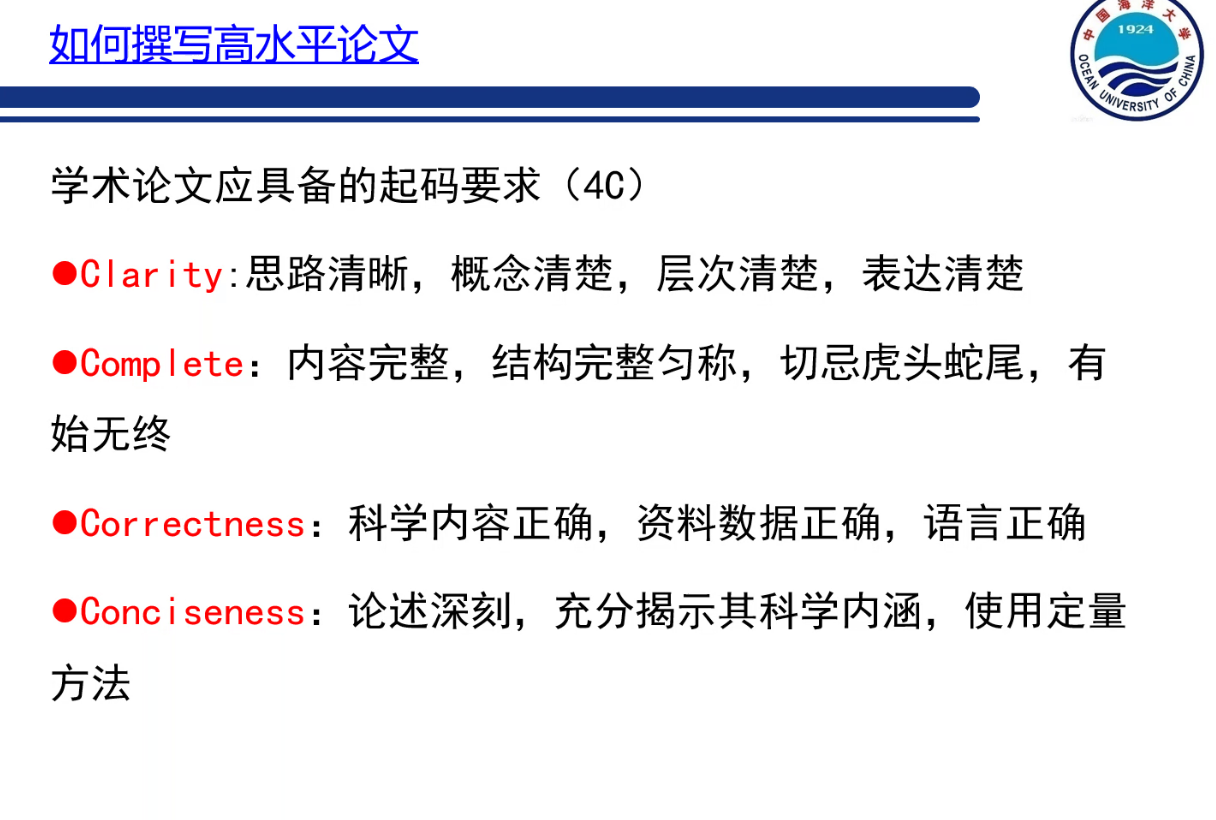 如何撰写高水平论文
中国海洋大学
1924
OCEAN UNIVERSITY OF CHINA
学术论文应具备的起码要求（4C）
●Clarity:思路清晰，概念清楚，层次清楚，表达清楚
●Complete：内容完整，结构完整匀称，切忌虎头蛇尾，有
始无终
●Correctness：科学内容正确，资料数据正确，语言正确
●Conciseness：论述深刻，充分揭示其科学内涵，使用定量
方法